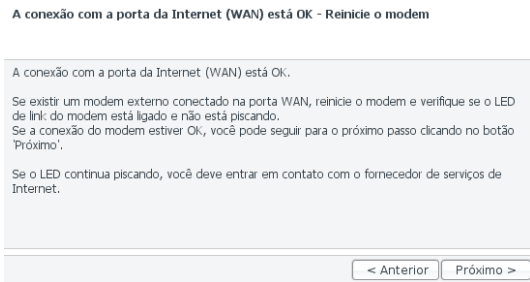 A conexão com a porta da Internet (WAN) está OK - Reinicie o modem
A conexão com a porta da Internet (WAN) está OK.
Se existir um modem externo conectado na porta WAN, reinicie o modem e verifique se o LED
de link do modem está ligado e não está piscando.
Se a conexão do modem estiver OK, você pode seguir para o próximo passo clicando no botão
'Próximo'.
Se o LED continua piscando, você deve entrar em contato com o fornecedor de serviços de
Internet.
< Anterior Próximo >